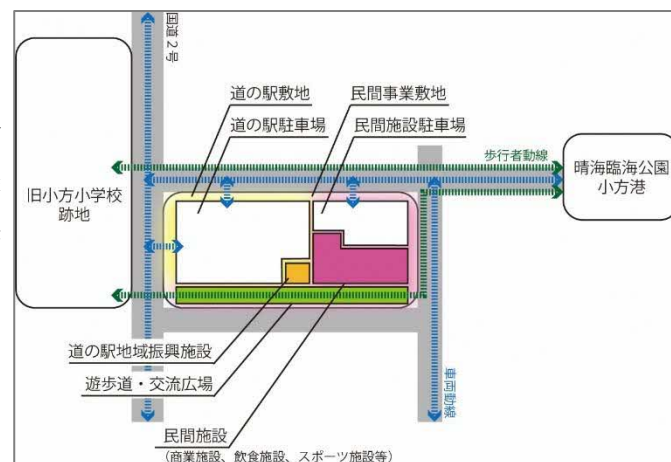 国道2号
道の駅敷地
民間事業敷地
道の駅駐車場
民間施設駐車場
歩行者動線
旧小方小学校
跡地
晴海臨海公園
小方港
道の駅地域振興施設
遊歩道・交流広場
民間施設
(商業施設、飲食施設、スポーツ施設等)
車両動線